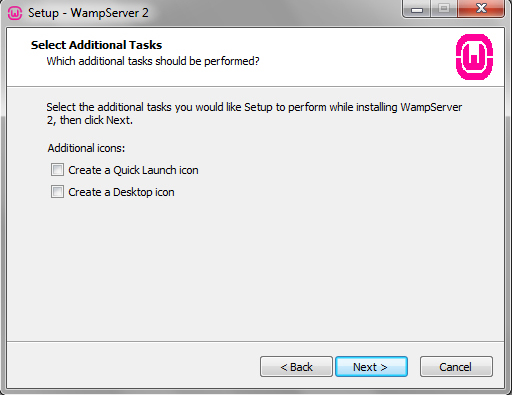 Setup - WampServer 2
Select Additional Tasks
Which additional tasks should be performed?
W
Select the additional tasks you would like Setup to perform while installing WampServer
2, then click Next.
Additional icons:
Create a Quick Launch icon
Create a Desktop icon
< Back
Next >
Cancel